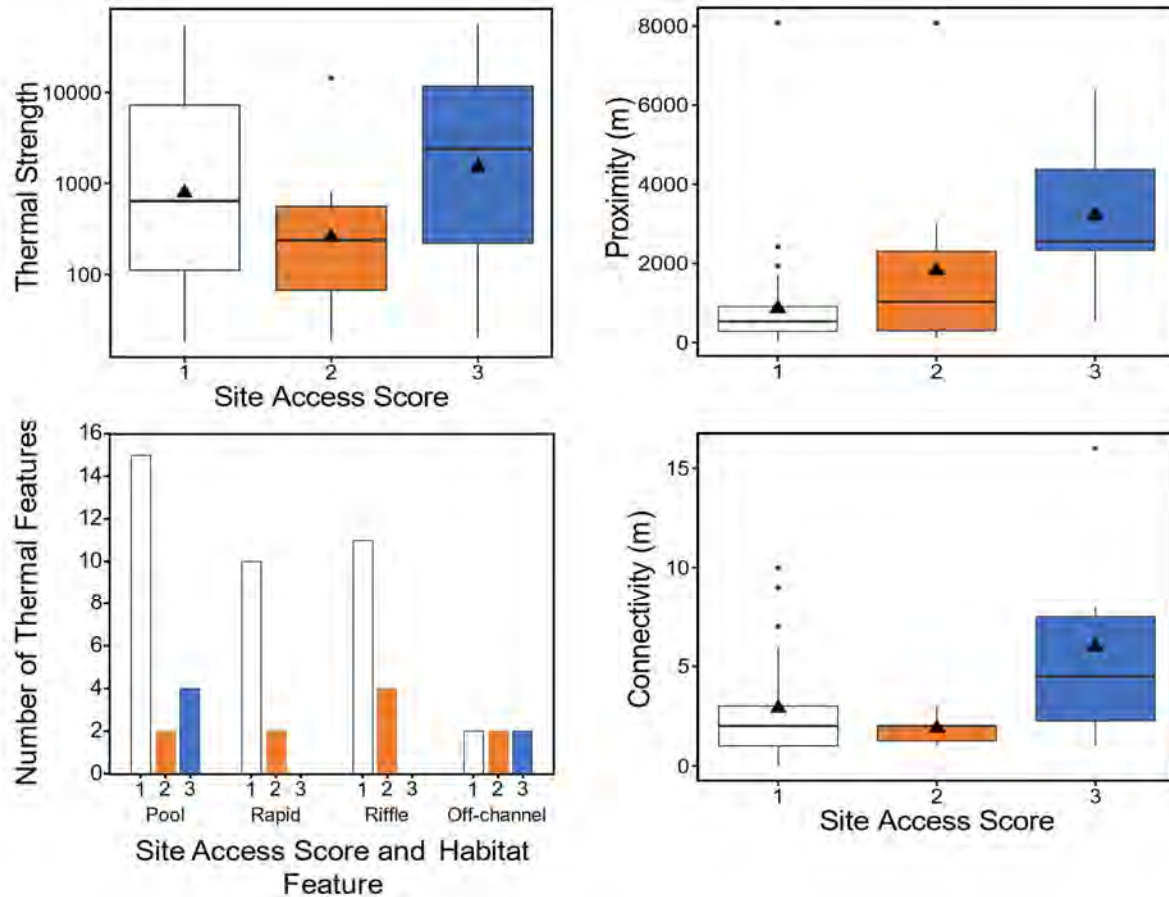 Thermal Strength
10000
1000
100
1 2 3
Site Access Score
Proximity (m)
8000
6000
4000
2000
0
1 2 3
Number of Thermal Features
16
14
12
10
8
6
4
2
0
1 2 3 1 2 3 1 2 3 1 2 3
Pool Rapid Riffle Off-channel
Site Access Score and Habitat
Feature
Connectivity (m)
15
10
5
0
1 2 3
Site Access Score